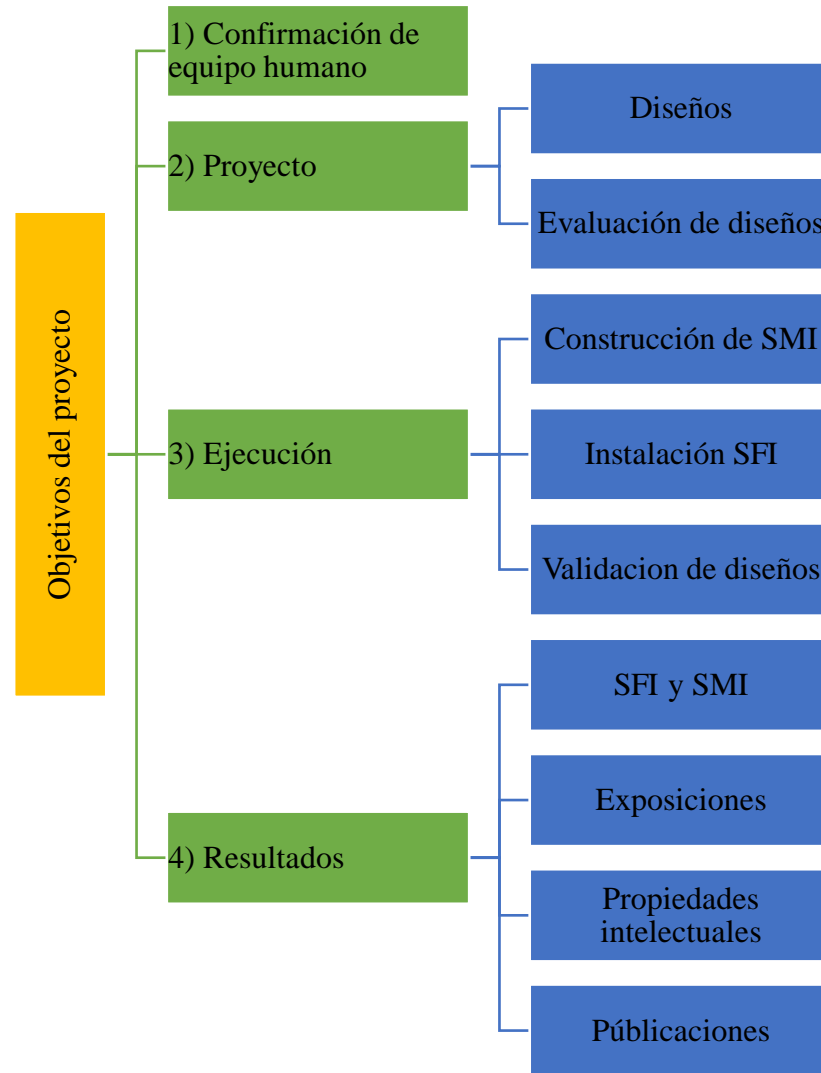 Objetivos del proyecto
1) Confirmación de
equipo humano
2) Proyecto
Diseños
Evaluación de diseños
3) Ejecución
Construcción de SMI
Instalación SFI
Validacion de diseños
4) Resultados
SFI y SMI
Exposiciones
Propiedades
intelectuales
Públicaciones